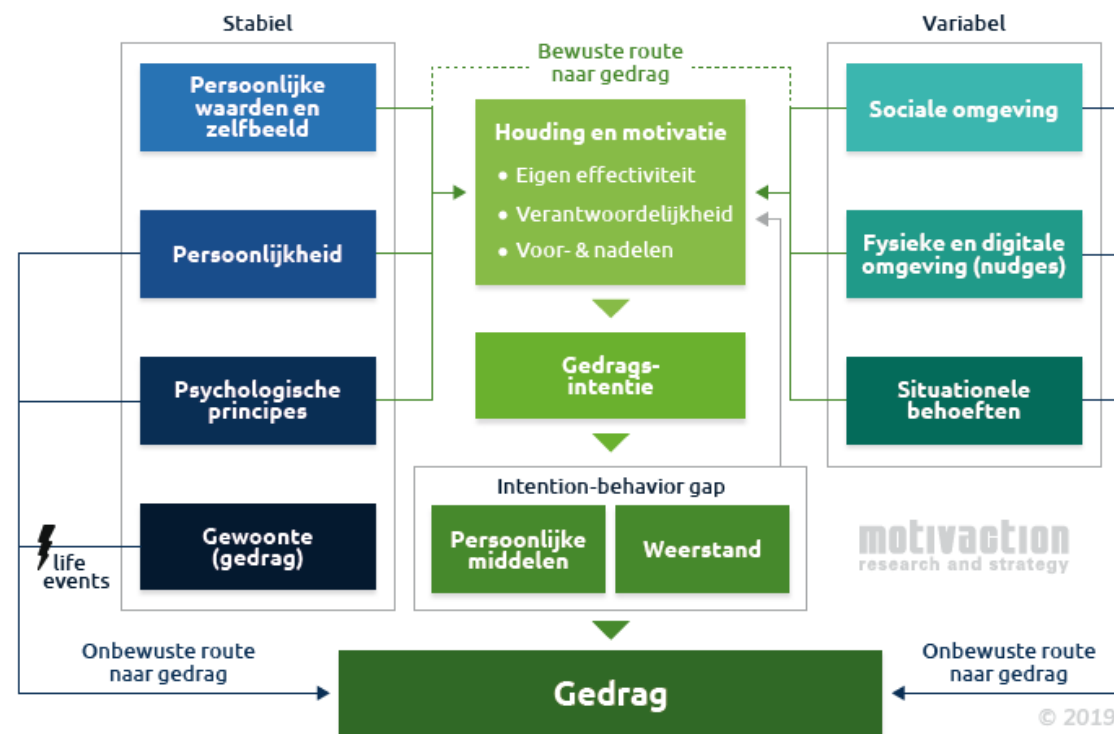 Stabiel
Persoonlijke
waarden en
zelfbeeld
Persoonlijkheid
Psychologische
principes
Gewoonte
(gedrag)
life
events
Onbewuste route
naar gedrag
Bewuste route
naar gedrag
Houding en motivatie
• Eigen effectiviteit
• Verantwoordelijkheid
• Voor- & nadelen
Gedrags-
intentie
Intention-behavior gap
Persoonlijke
middelen
Weerstand
Gedrag
Variabel
Sociale omgeving
Fysieke en digitale
omgeving (nudges)
Situationele
behoeften
motivaction
research and strategy
Onbewuste route
naar gedrag
© 2019